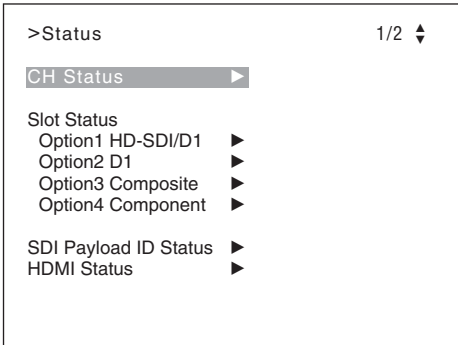 >Status 1/2
CH Status
Slot Status
Option1 HD-SDI/D1
Option2 D1
Option3 Composite
Option4 Component
SDI Payload ID Status
HDMI Status